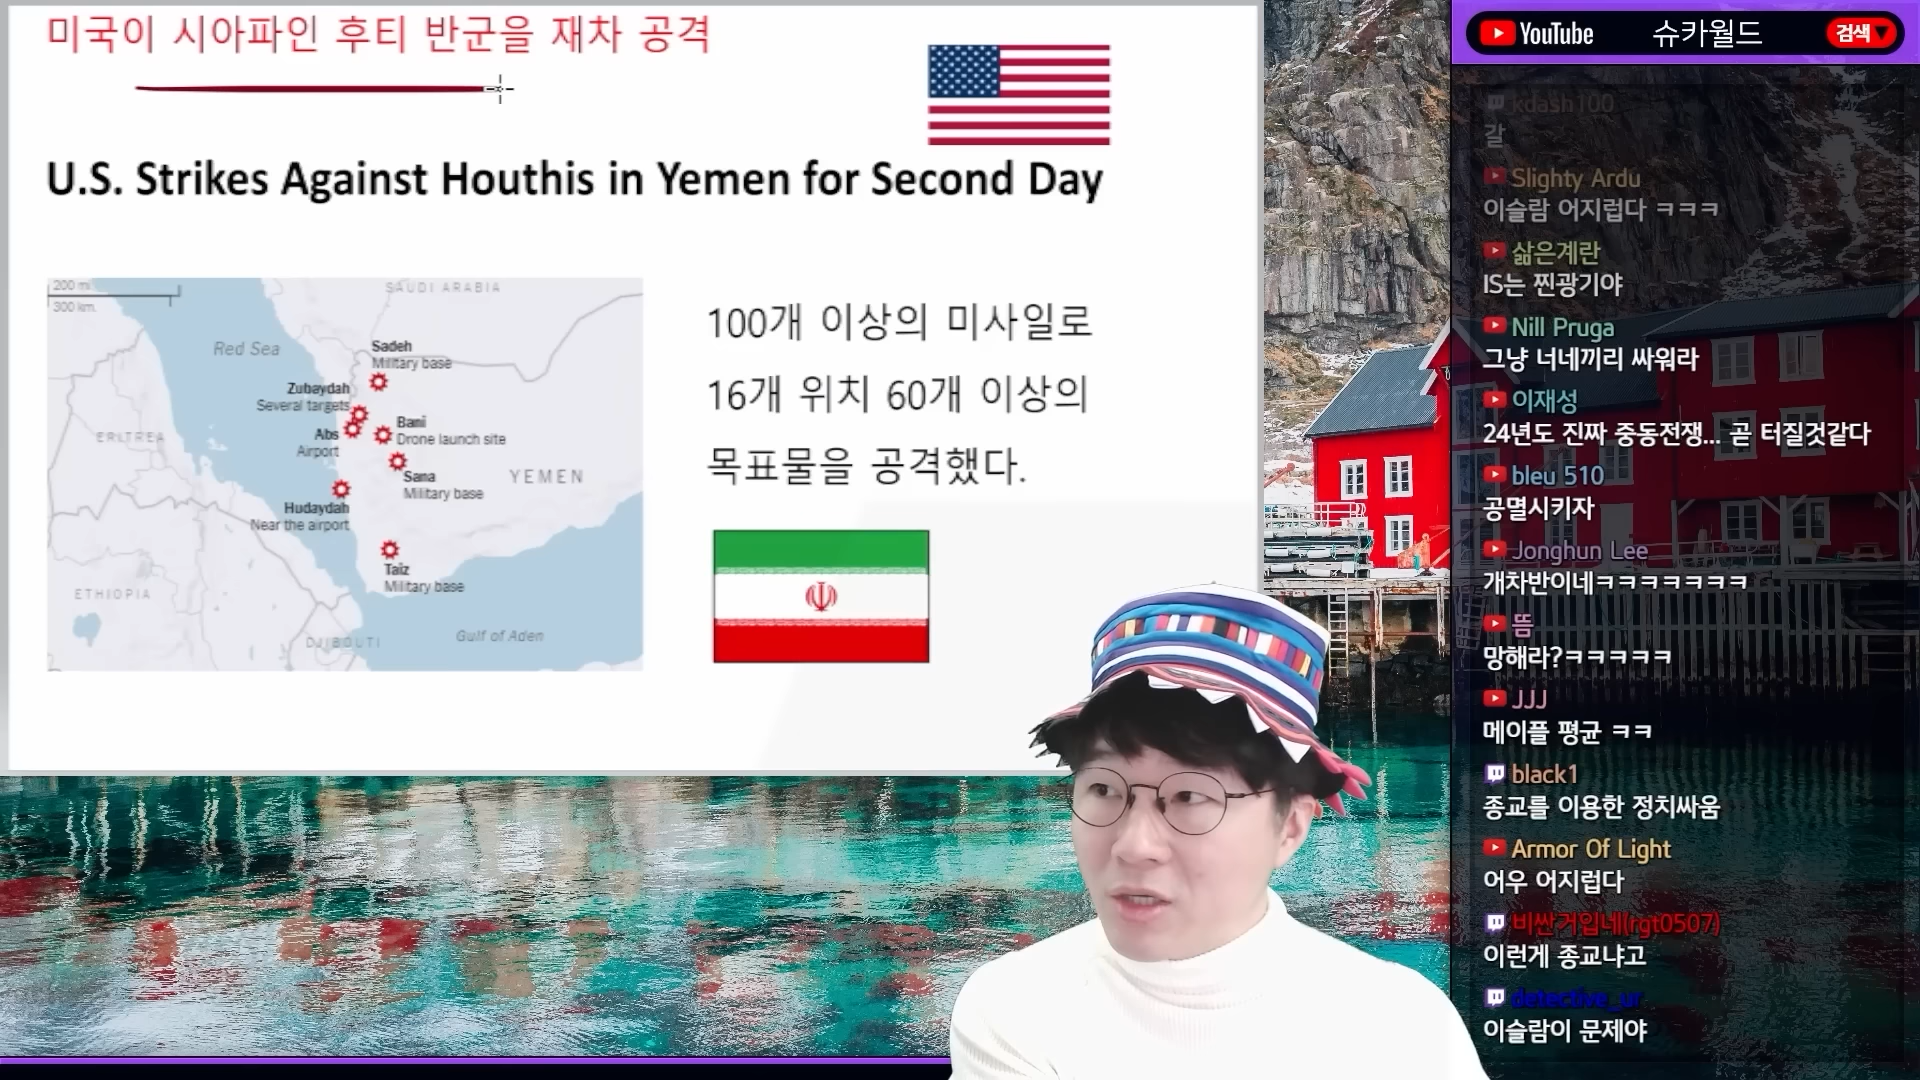 미국이 시아파인 후티 반군을 재차 공격
U.S. Strikes Against Houthis in Yemen for Second Day
200 mi.
300 km.
SAUDI ARABIA
Red Sea
Sadeh
Military base
Zubaydah
Several targets
Bani
Drone launch site
Abs
Airport
ERITREA
Sana
Military base
YEMEN
Hudaydah
Near the airport
Taiz
Military base
ETHIOPIA
DJIBOUTI
Gulf of Aden
100개 이상의 미사일로
16개 위치 60개 이상의
목표물을 공격했다.
YouTube 슈카월드 검색
kdash100
갈
Slighty Ardu
이슬람 어지럽다 ㅋㅋㅋ
삶은계란
IS는 찐광기야
Nill Pruga
그냥 너네끼리 싸워라
이재성
24년도 진짜 중동전쟁... 곧 터질것같다
bleu 510
공멸시키자
Jonghun Lee
개차반이네ㅋㅋㅋㅋㅋㅋㅋ
뜸
망해라?ㅋㅋㅋㅋㅋ
JJJ
메이플 평균 ㅋㅋ
black1
종교를 이용한 정치싸움
Armor Of Light
어우 어지럽다
비싼거입네(rgt0507)
이런게 종교냐고
detective_ur
이슬람이 문제야